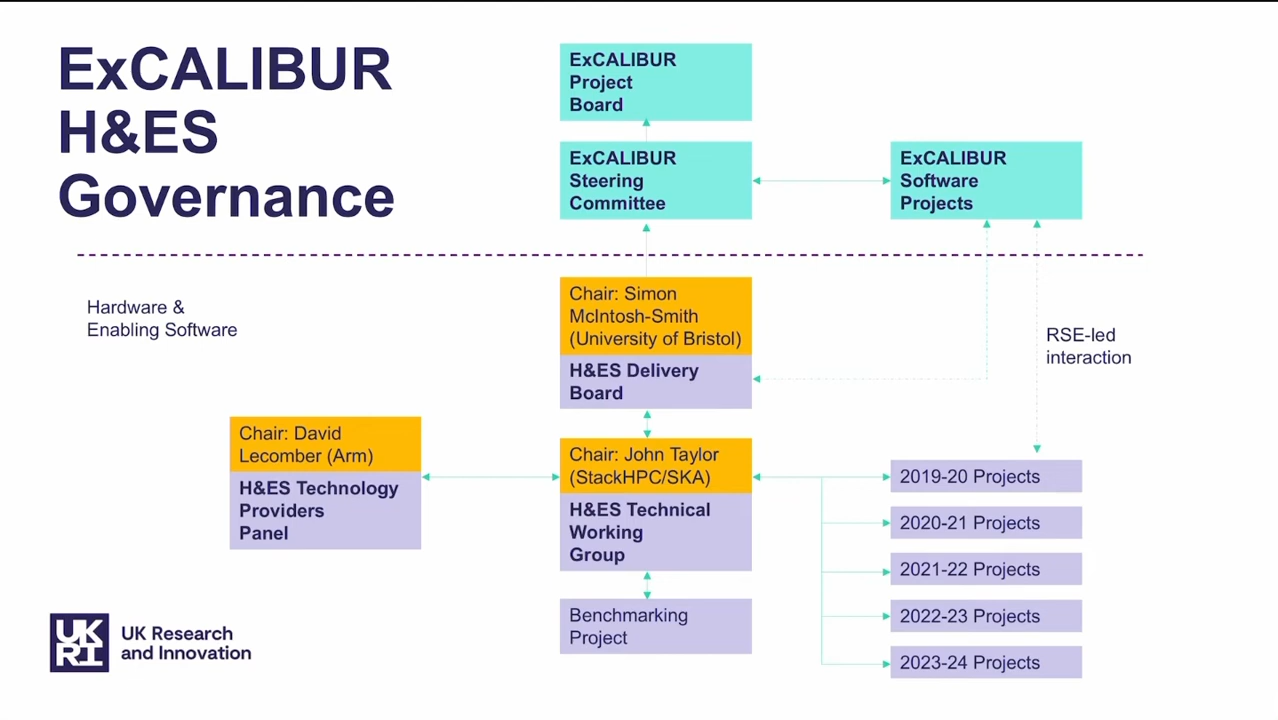 ExCALIBUR
H&ES
Governance
ExCALIBUR
Project
Board
ExCALIBUR
Steering
Committee
ExCALIBUR
Software
Projects
Hardware &
Enabling Software
Chair: Simon
McIntosh-Smith
(University of Bristol)
H&ES Delivery
Board
RSE-led
interaction
Chair: David
Lecomber (Arm)
H&ES Technology
Providers
Panel
Chair: John Taylor
(StackHPC/SKA)
H&ES Technical
Working
Group
Benchmarking
Project
2019-20 Projects
2020-21 Projects
2021-22 Projects
2022-23 Projects
2023-24 Projects
UK
RI
UK Research
and Innovation